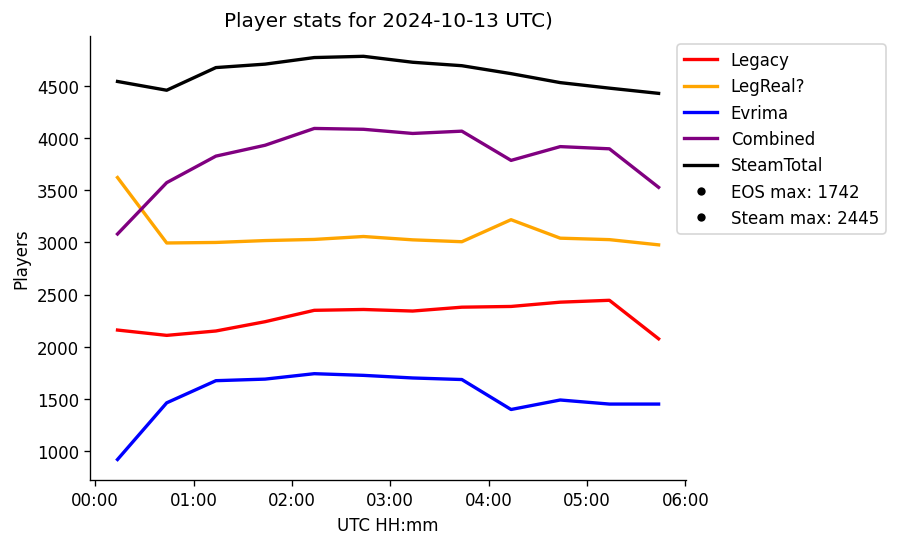 Player stats for 2024-10-13 UTC)
Legacy
LegReal?
Evrima
Combined
SteamTotal
EOS max: 1742
Steam max: 2445
Players
4500
4000
3500
3000
2500
2000
1500
1000
00:00 01:00 02:00 03:00 04:00 05:00 06:00
UTC HH:mm